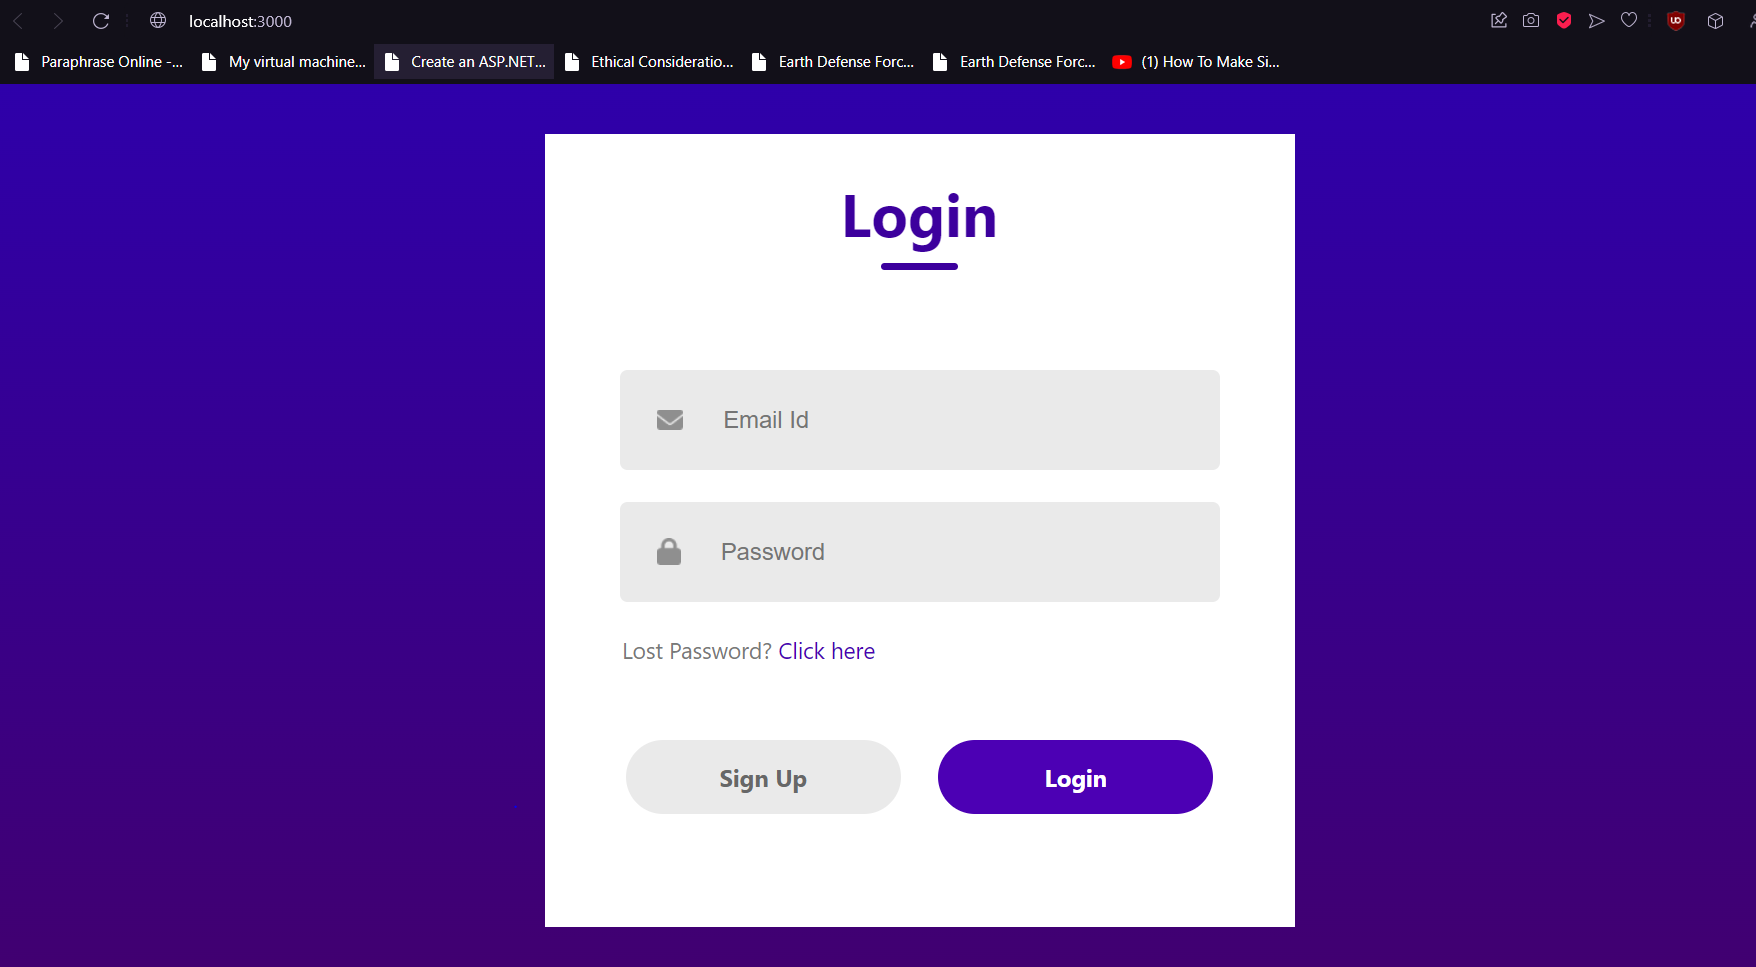 localhost:3000
Paraphrase Online -... My virtual machine... Create an ASP.NET... Ethical Consideratio... Earth Defense Forc... Earth Defense Forc... (1) How To Make Si...
Login
Email Id
Password
Lost Password? Click here
Sign Up Login